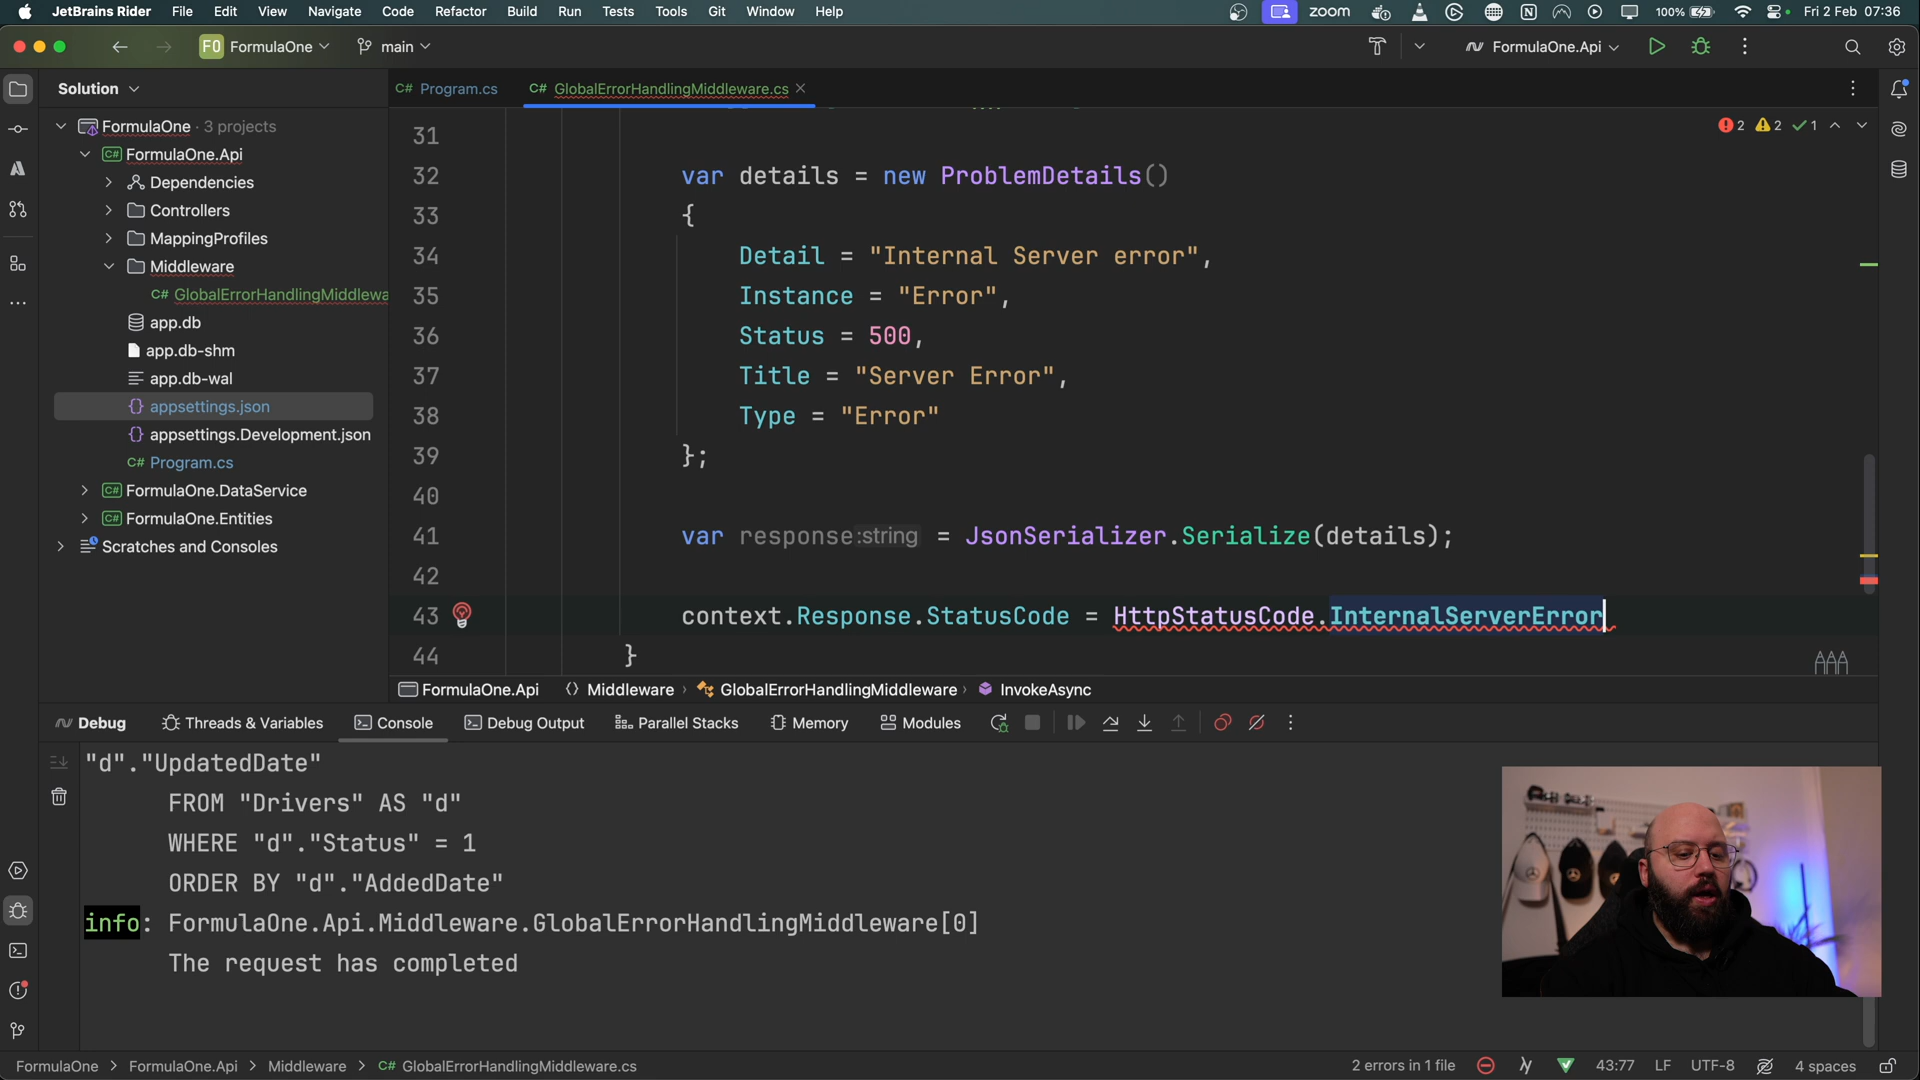 JetBrains Rider File Edit View Navigate Code Refactor Build Run Tests Tools Git Window Help zoom 100% Fri 2 Feb 07:36
FO FormulaOne main FormulaOne.Api
Solution
C# Program.cs C# GlobalErrorHandlingMiddleware.cs
FormulaOne · 3 projects
C# FormulaOne.Api
Dependencies
Controllers
MappingProfiles
Middleware
C# GlobalErrorHandlingMiddlewa
app.db
app.db-shm
app.db-wal
{} appsettings.json
{} appsettings.Development.json
C# Program.cs
C# FormulaOne.DataService
C# FormulaOne.Entities
Scratches and Consoles
2 2 1
31
32 var details = new ProblemDetails()
33 {
34 Detail = "Internal Server error",
35 Instance = "Error",
36 Status = 500,
37 Title = "Server Error",
38 Type = "Error"
39 };
40
41 var response:string = JsonSerializer.Serialize(details);
42
43 context.Response.StatusCode = HttpStatusCode.InternalServerError
44 }
FormulaOne.Api Middleware GlobalErrorHandlingMiddleware InvokeAsync
Debug Threads & Variables Console Debug Output Parallel Stacks Memory Modules
"d"."UpdatedDate"
FROM "Drivers" AS "d"
WHERE "d"."Status" = 1
ORDER BY "d"."AddedDate"
info: FormulaOne.Api.Middleware.GlobalErrorHandlingMiddleware[0]
The request has completed
FormulaOne > FormulaOne.Api > Middleware > C# GlobalErrorHandlingMiddleware.cs 2 errors in 1 file 43:77 LF UTF-8 4 spaces